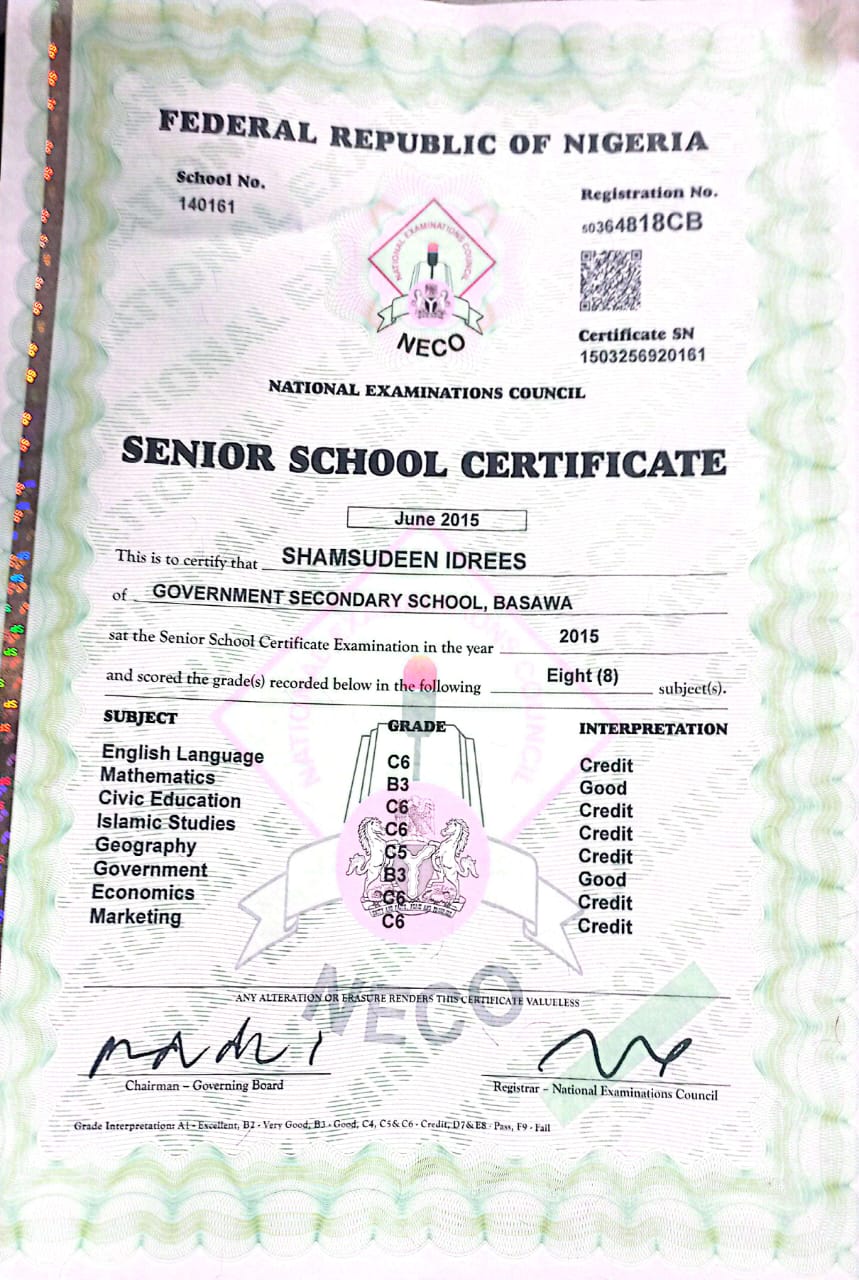 FEDERAL REPUBLIC OF NIGERIA
School No.
140161
Registration No.
50364818CB
NATIONAL EXAMINATIONS COUNCIL
NECO
Certificate SN
1503256920161
NATIONAL EXAMINATIONS COUNCIL
SENIOR SCHOOL CERTIFICATE
June 2015
This is to certify that SHAMSUDEEN IDREES
of GOVERNMENT SECONDARY SCHOOL, BASAWA
sat the Senior School Certificate Examination in the year 2015
and scored the grade(s) recorded below in the following Eight (8) subject(s).
SUBJECT GRADE INTERPRETATION
English Language C6 Credit
Mathematics B3 Good
Civic Education C6 Credit
Islamic Studies C6 Credit
Geography C5 Credit
Government B3 Good
Economics C6 Credit
Marketing C6 Credit
NECO
ANY ALTERATION OR ERASURE RENDERS THIS CERTIFICATE VALUELESS
Chairman – Governing Board
Registrar – National Examinations Council
Grade Interpretation: A1 - Excellent, B2 - Very Good, B3 - Good, C4, C5 & C6 - Credit, D7 & E8 - Pass, F9 - Fail